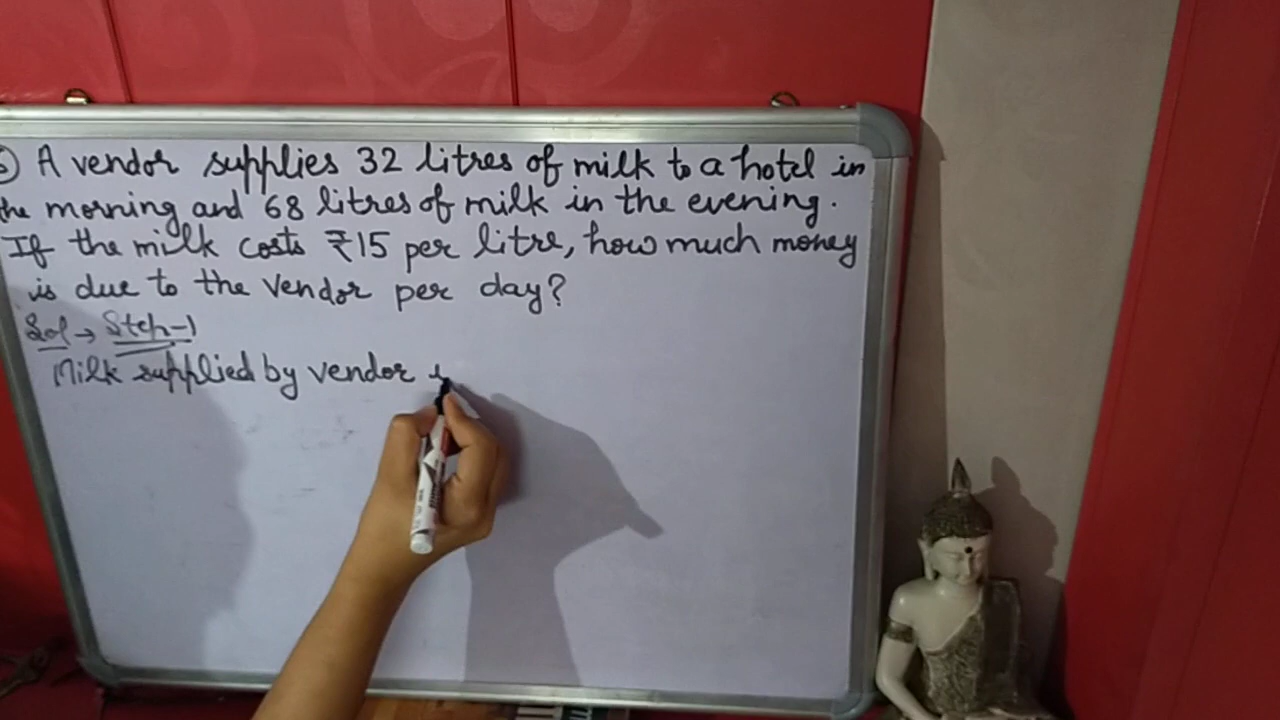 A vendor supplies 32 litres of milk to a hotel in
the morning and 68 litres of milk in the evening.
If the milk costs ₹15 per litre, how much money
is due to the vendor per day?
Sol → Step-1
Milk supplied by vendor